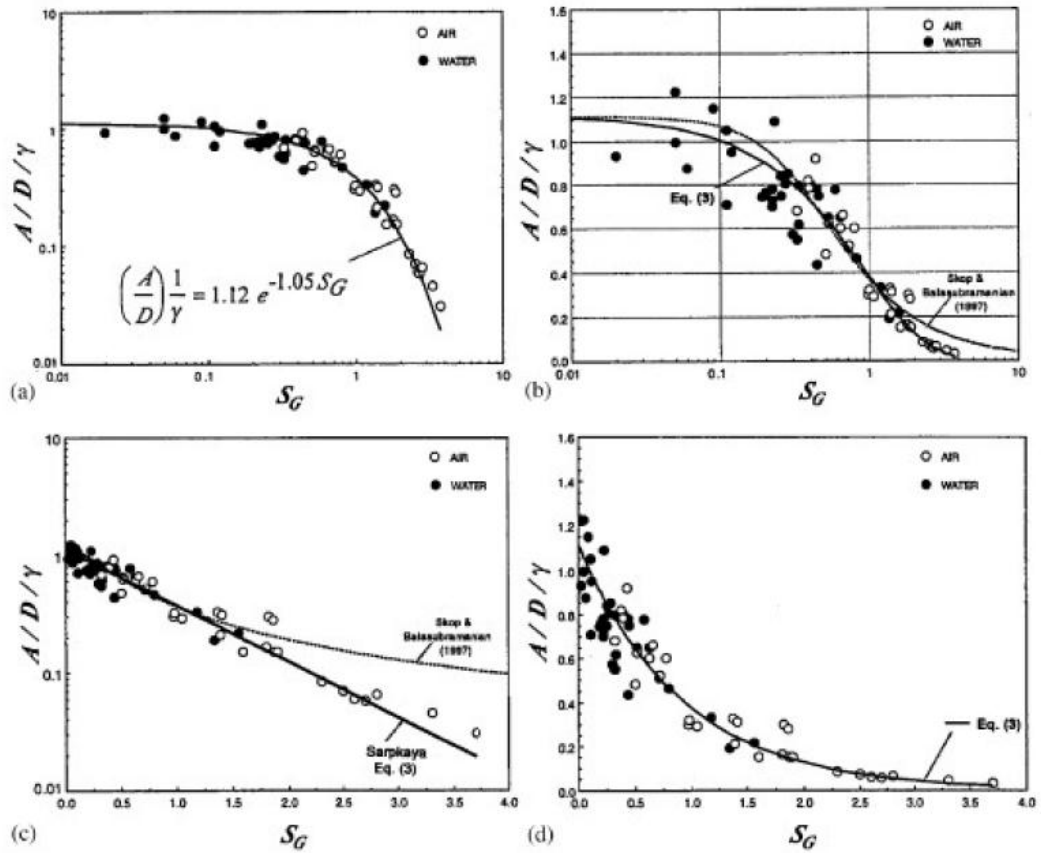 10
1
0.1
0.01
A / D / γ
AIR
WATER
(A/D) 1/γ = 1.12 e^-1.05 S_G
0.01 0.1 1 10
(a)
S_G
1.6
1.4
1.2
1.0
0.8
0.6
0.4
0.2
0.0
A / D / γ
AIR
WATER
Eq. (3)
Skop &
Balasubramanian
(1997)
0.01 0.1 1 10
(b)
S_G
10
1
0.1
0.01
A / D / γ
AIR
WATER
Skop &
Balasubramanian
(1997)
Sarpkaya
Eq. (3)
0.0 0.5 1.0 1.5 2.0 2.5 3.0 3.5 4.0
(c)
S_G
1.6
1.4
1.2
1.0
0.8
0.6
0.4
0.2
0.0
A / D / γ
AIR
WATER
Eq. (3)
0.0 0.5 1.0 1.5 2.0 2.5 3.0 3.5 4.0
(d)
S_G